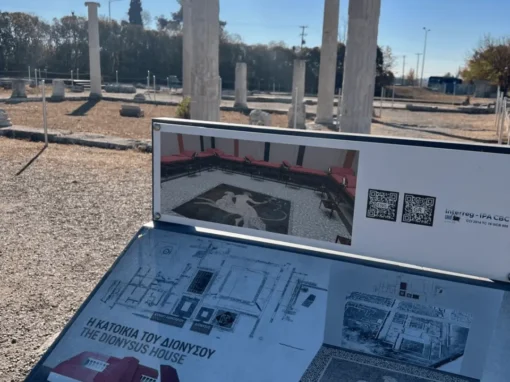 Interreg - IPA CBC
Η ΚΑΤΟΙΚΙΑ ΤΟΥ ΔΙΟΝΥΣΟΥ
THE DIONYSUS HOUSE